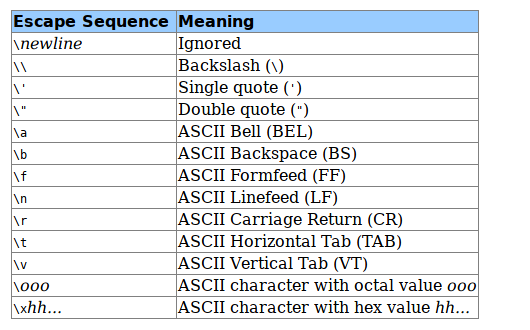 Escape Sequence Meaning
\newline Ignored
\\ Backslash (\)
\' Single quote (')
\" Double quote (")
\a ASCII Bell (BEL)
\b ASCII Backspace (BS)
\f ASCII Formfeed (FF)
\n ASCII Linefeed (LF)
\r ASCII Carriage Return (CR)
\t ASCII Horizontal Tab (TAB)
\v ASCII Vertical Tab (VT)
\ooo ASCII character with octal value ooo
\xhh... ASCII character with hex value hh...